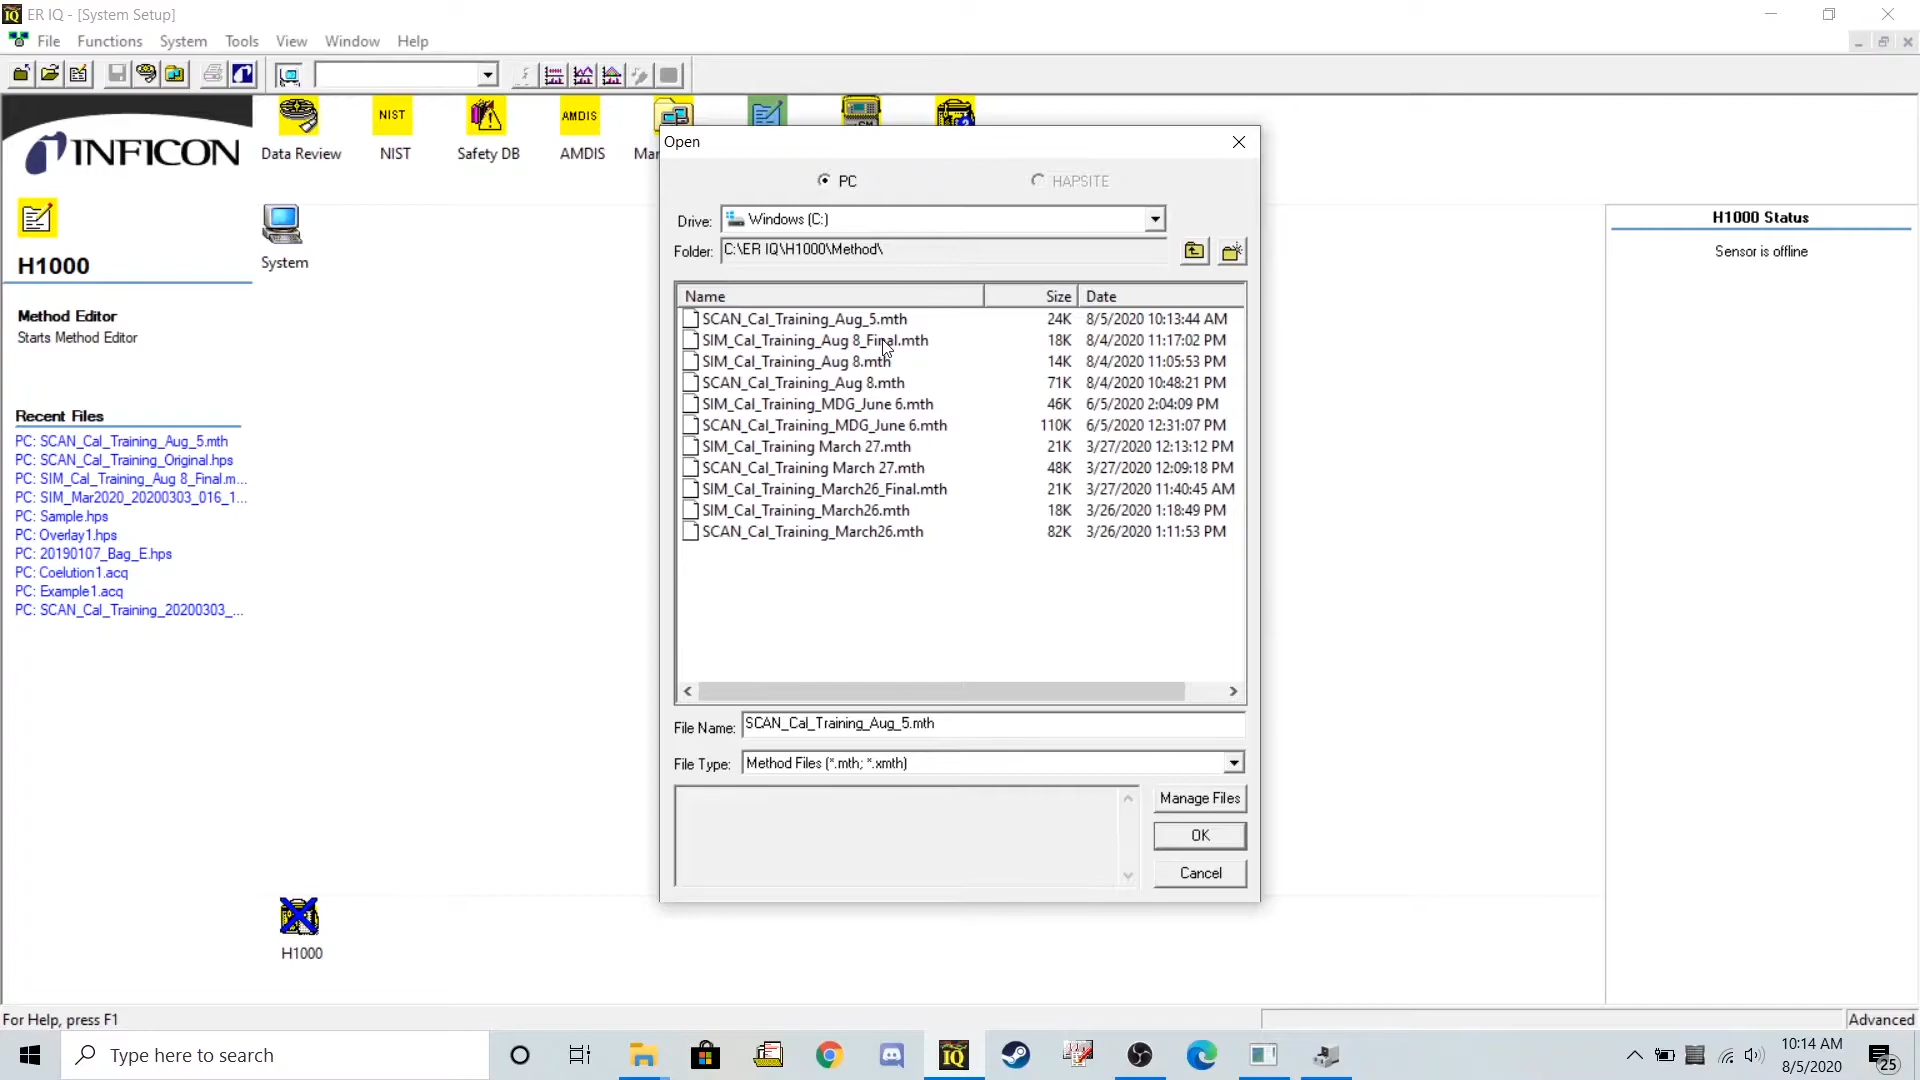 ER IQ - [System Setup]
File Functions System Tools View Window Help
INFICON
Data Review
NIST
NIST
Safety DB
AMDIS
AMDIS
H1000
Method Editor
Starts Method Editor
System
Recent Files
PC: SCAN_Cal_Training_Aug_5.mth
PC: SCAN_Cal_Training_Original.hps
PC: SIM_Cal_Training_Aug 8_Final.m...
PC: SIM_Mar2020_20200303_016_1...
PC: Sample.hps
PC: Overlay1.hps
PC: 20190107_Bag_E.hps
PC: Coelution1.acq
PC: Example1.acq
PC: SCAN_Cal_Training_20200303_...
H1000
Open
PC HAPSITE
Drive: Windows (C:)
Folder: C:\ER IQ\H1000\Method\
Name Size Date
SCAN_Cal_Training_Aug_5.mth 24K 8/5/2020 10:13:44 AM
SIM_Cal_Training_Aug 8_Final.mth 18K 8/4/2020 11:17:02 PM
SIM_Cal_Training_Aug 8.mth 14K 8/4/2020 11:05:53 PM
SCAN_Cal_Training_Aug 8.mth 71K 8/4/2020 10:48:21 PM
SIM_Cal_Training_MDG_June 6.mth 46K 6/5/2020 2:04:09 PM
SCAN_Cal_Training_MDG_June 6.mth 110K 6/5/2020 12:31:07 PM
SIM_Cal_Training March 27.mth 21K 3/27/2020 12:13:12 PM
SCAN_Cal_Training March 27.mth 48K 3/27/2020 12:09:18 PM
SIM_Cal_Training_March26_Final.mth 21K 3/27/2020 11:40:45 AM
SIM_Cal_Training_March26.mth 18K 3/26/2020 1:18:49 PM
SCAN_Cal_Training_March26.mth 82K 3/26/2020 1:11:53 PM
File Name: SCAN_Cal_Training_Aug_5.mth
File Type: Method Files (*.mth; *.xmth)
Manage Files
OK
Cancel
H1000 Status
Sensor is offline
For Help, press F1
Advanced
Type here to search
IQ
10:14 AM
8/5/2020
25